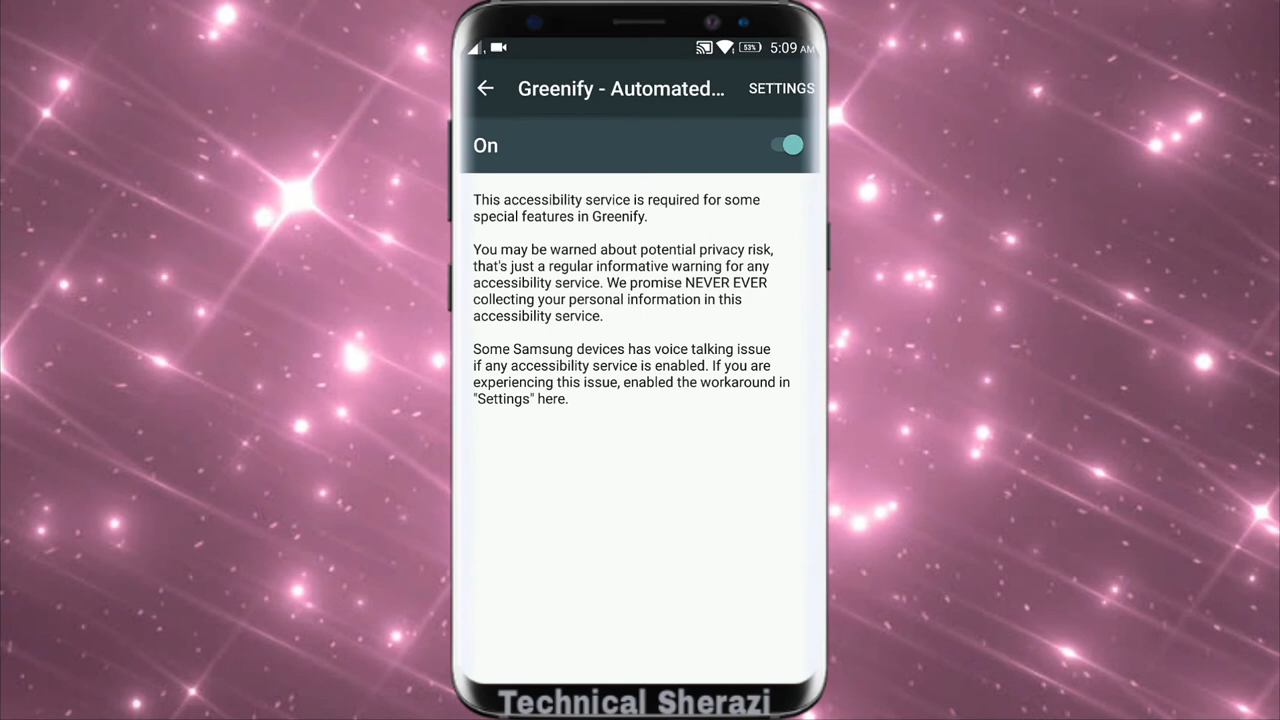 53% 5:09 AM
Greenify - Automated... SETTINGS
On
This accessibility service is required for some
special features in Greenify.
You may be warned about potential privacy risk,
that's just a regular informative warning for any
accessibility service. We promise NEVER EVER
collecting your personal information in this
accessibility service.
Some Samsung devices has voice talking issue
if any accessibility service is enabled. If you are
experiencing this issue, enabled the workaround in
"Settings" here.
Technical Sherazi